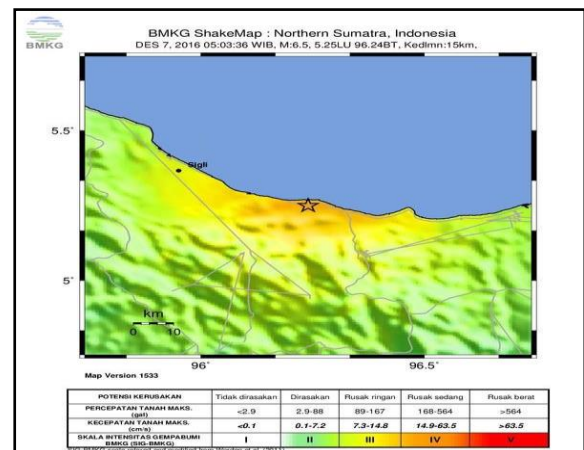 BMKG
BMKG ShakeMap : Northern Sumatra, Indonesia
DES 7, 2016 05:03:36 WIB, M:6.5, 5.25LU 96.24BT, Kedlmn:15km,
5.5˚
Sigli
5˚
km
0 10
96˚ 96.5˚
Map Version 1533
POTENSI KERUSAKAN Tidak dirasakan Dirasakan Rusak ringan Rusak sedang Rusak berat
PERCEPATAN TANAH MAKS. (gal) <2.9 2.9-88 89-167 168-564 >564
KECEPATAN TANAH MAKS. (cm/s) <0.1 0.1-7.2 7.3-14.8 14.9-63.5 >63.5
SKALA INTENSITAS GEMPABUMI BMKG (SIG-BMKG) I II III IV V